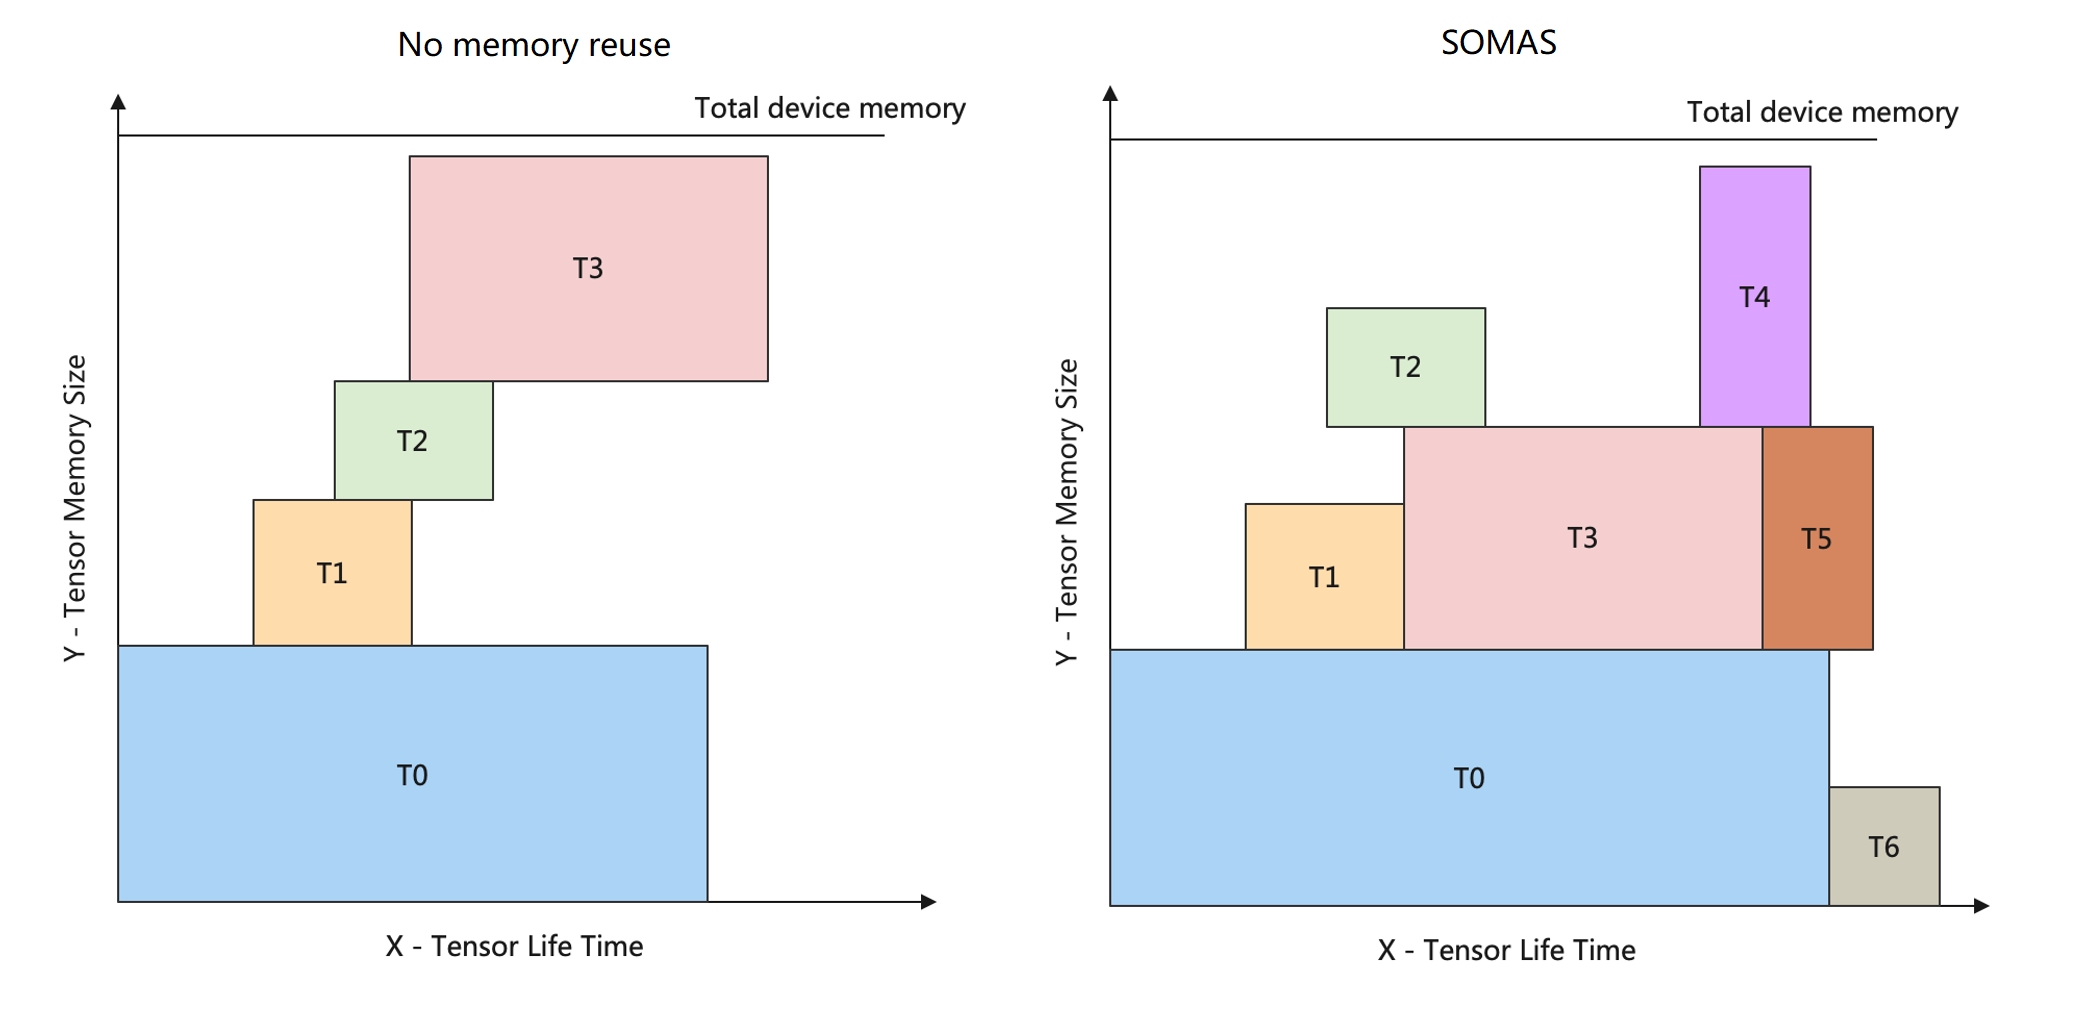 No memory reuse
Total device memory
T3
T2
T1
T0
Y - Tensor Memory Size
X - Tensor Life Time
SOMAS
Total device memory
T4
T2
T3
T5
T1
T0
T6
Y - Tensor Memory Size
X - Tensor Life Time